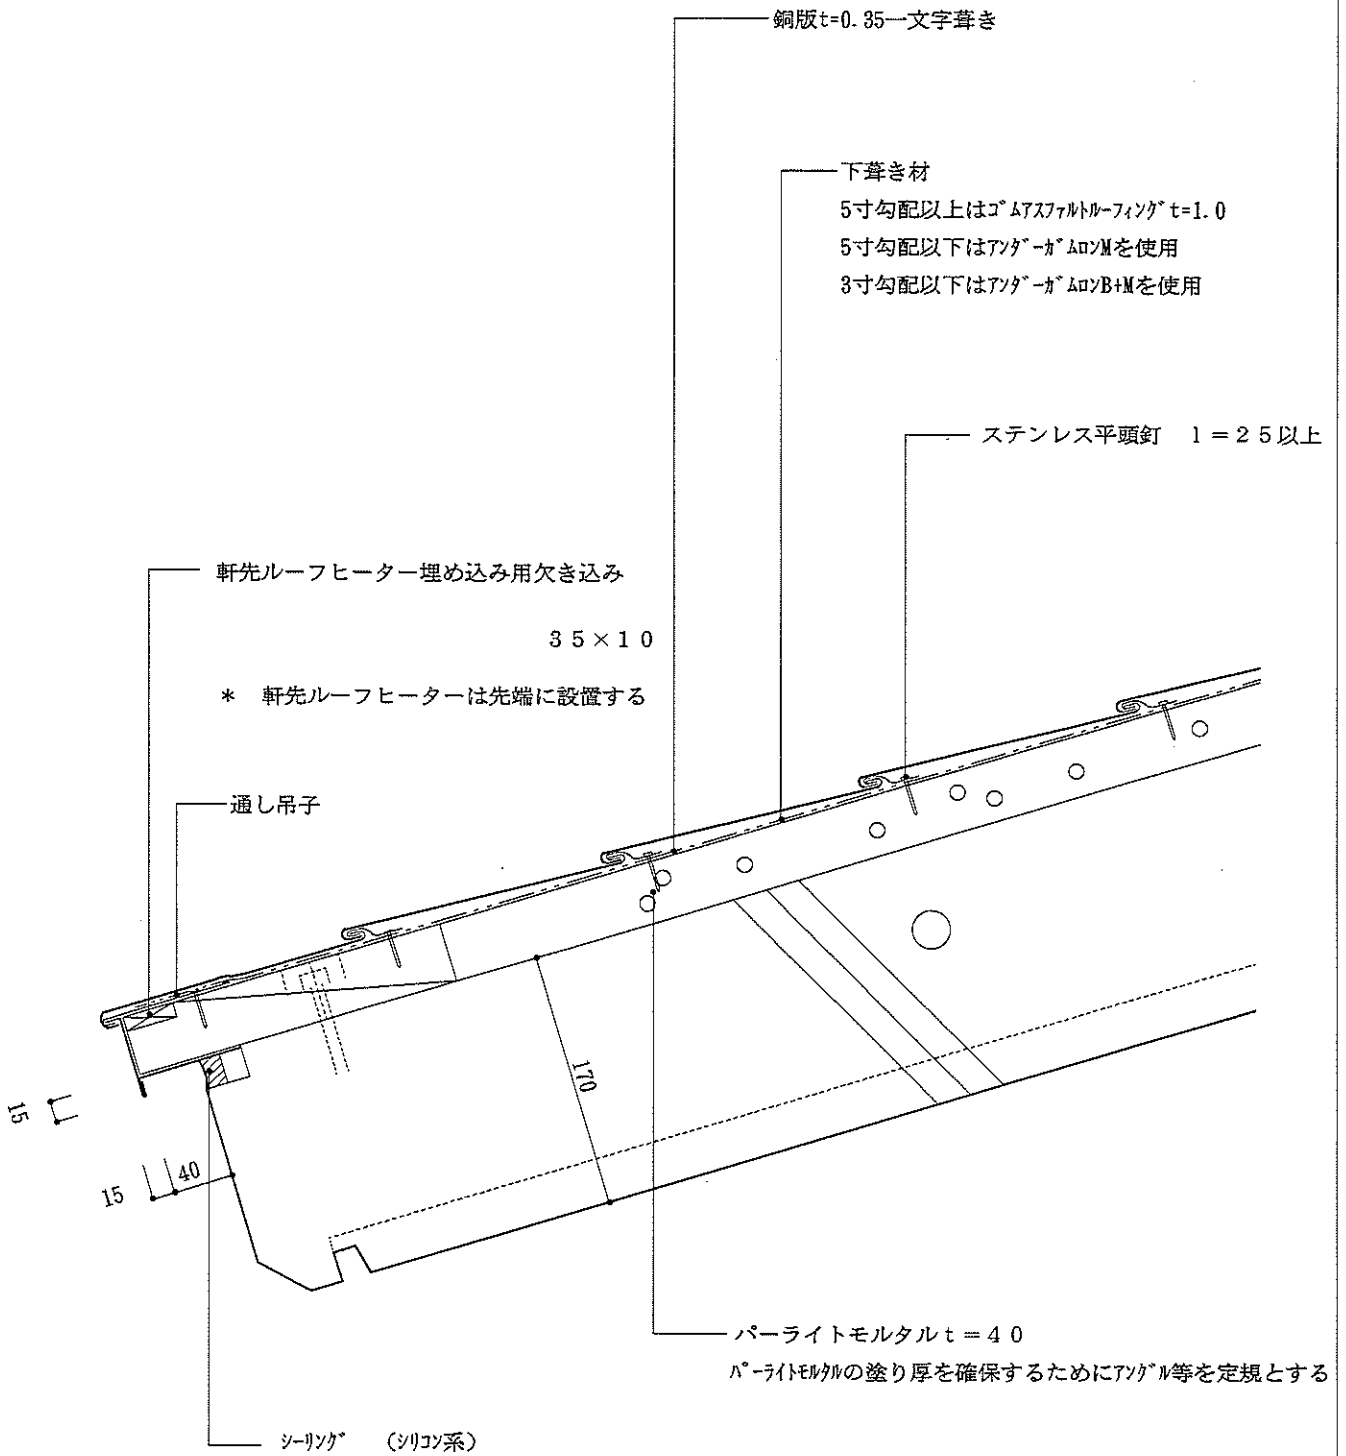 銅版t=0.35一文字葺き
下葺き材
5寸勾配以上はｺﾞﾑｱｽﾌｧﾙﾄﾙｰﾌｨﾝｸﾞt=1.0
5寸勾配以下はｱﾝﾀﾞｰｶﾞﾑﾛﾝMを使用
3寸勾配以下はｱﾝﾀﾞｰｶﾞﾑﾛﾝB+Mを使用
ステンレス平頭釘　l＝２５以上
軒先ルーフヒーター埋め込み用欠き込み
３５×１０
＊　軒先ルーフヒーターは先端に設置する
通し吊子
170
15
15
40
パーライトモルタルｔ＝４０
ﾊﾟｰﾗｲﾄﾓﾙﾀﾙの塗り厚を確保するためにｱﾝｸﾞﾙ等を定規とする
ｼｰﾘﾝｸﾞ　（ｼﾘｺﾝ系）